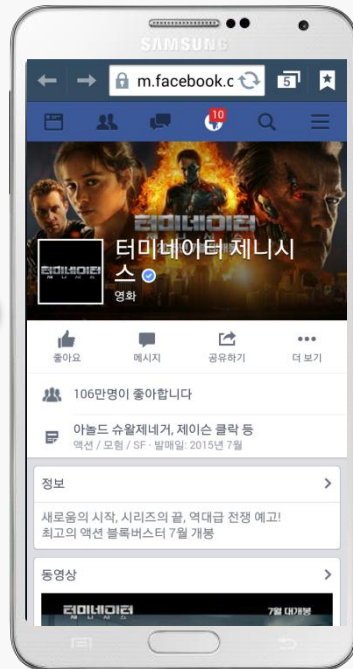 SAMSUNG
m.facebook.c
5
10
터미네이터
제니시스
터미네이터
터미네이터 제니시
스
영화
좋아요
메시지
공유하기
더 보기
106만명이 좋아합니다
아놀드 슈왈제네거, 제이슨 클락 등
액션 / 모험 / SF · 발매일: 2015년 7월
정보
새로움의 시작, 시리즈의 끝, 역대급 전쟁 예고!
최고의 액션 블록버스터 7월 개봉
동영상
터미네이터
7월 대개봉